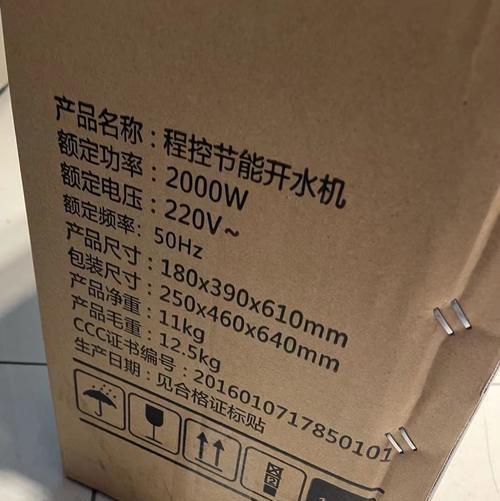 产品名称：程控节能开水机
额定功率：2000W
额定电压：220V~
额定频率：50Hz
产品尺寸：180x390x610mm
包装尺寸：250x460x640mm
产品净重：11kg
产品毛重：12.5kg
CCC证书编号：2016010717850101
生产日期：见合格证标贴